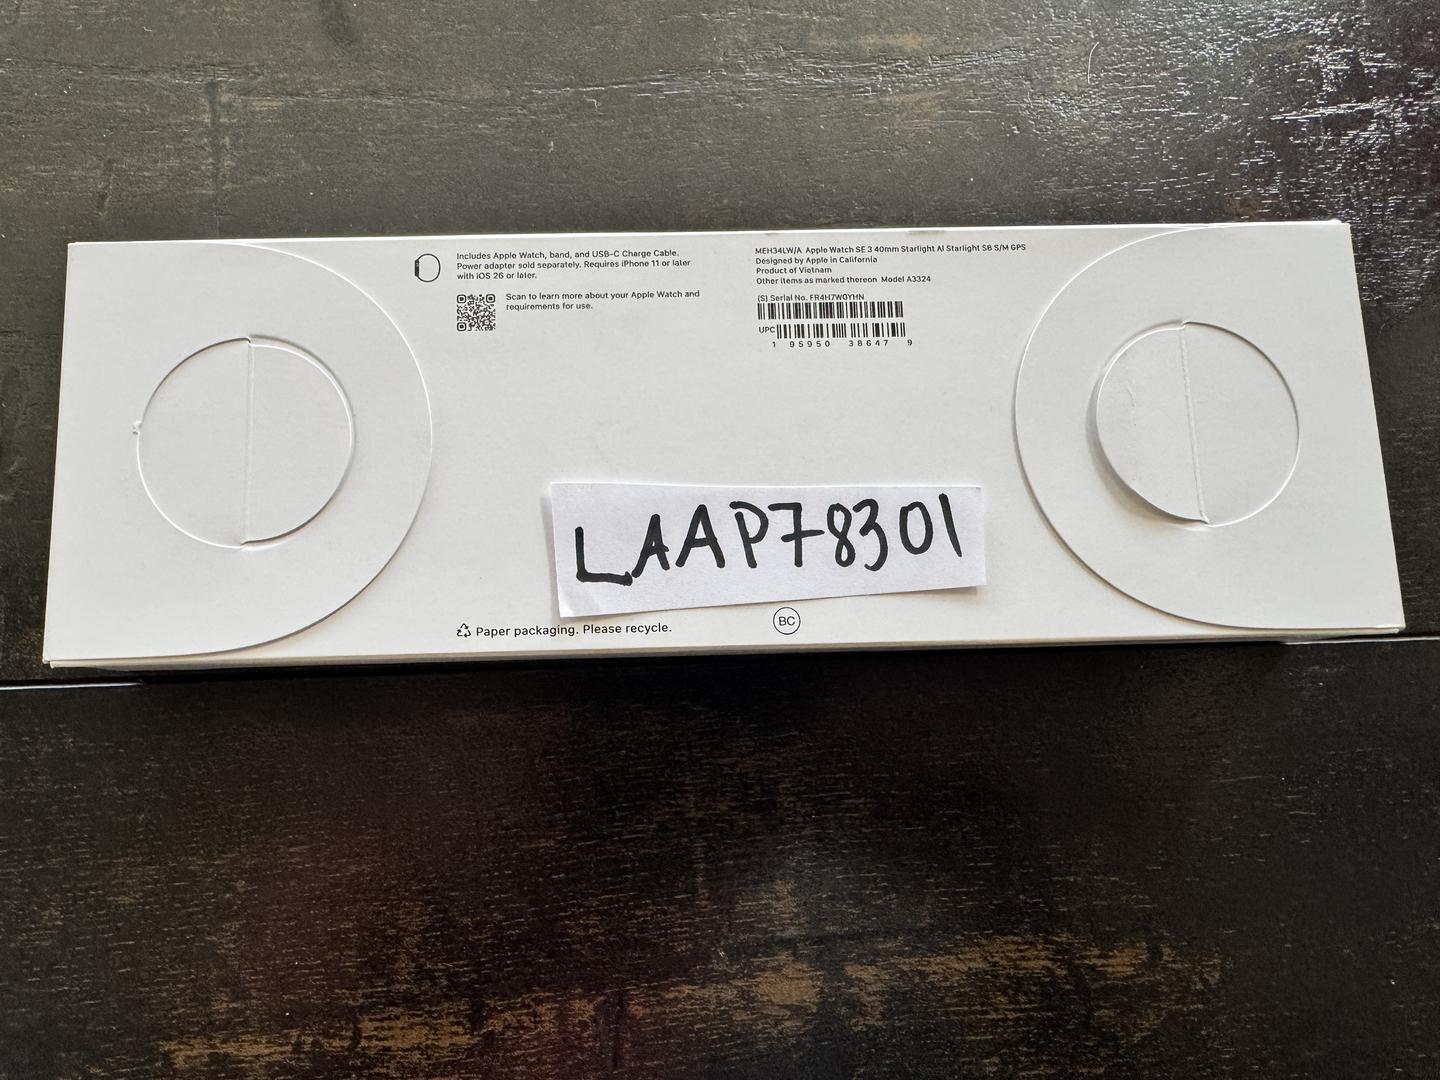 Includes Apple Watch, band, and USB-C Charge Cable.
Power adapter sold separately. Requires iPhone 11 or later
with iOS 26 or later.
Scan to learn more about your Apple Watch and
requirements for use.
MEH34LW/A Apple Watch SE 3 40mm Starlight Al Starlight SB S/M GPS
Designed by Apple in California
Product of Vietnam
Other items as marked thereon Model A3324
(S) Serial No. FR4H7WGYHN
UPC
1 95950 38647 9
LAAP78301
Paper packaging. Please recycle.
BC